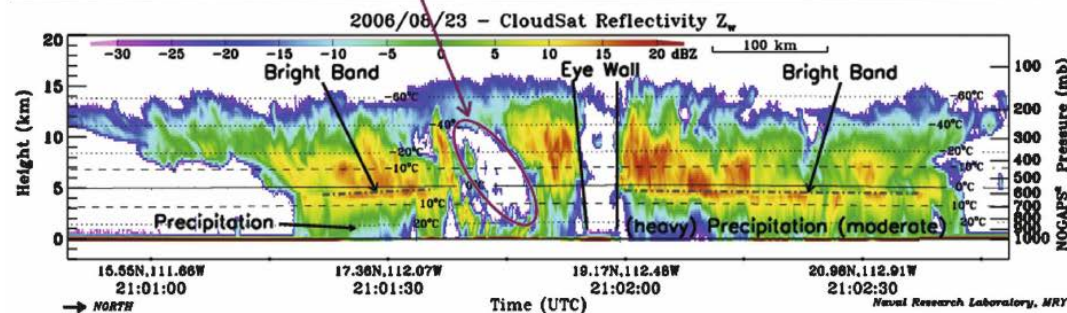 2006/08/23 - CloudSat Reflectivity Zw
-30 -25 -20 -15 -10 -5 0 5 10 15 20 dBZ
100 km
Bright Band
Eye Wall
Bright Band
20
15
10
5
0
Height (km)
-60°C
-40°C
-20°C
-10°C
0°C
10°C
20°C
-60°C
-40°C
-20°C
-10°C
0°C
10°C
20°C
100
200
300
400
500
600
700
800
900
1000
NOGAPS* Pressure (mb)
Precipitation
(heavy) Precipitation (moderate)
15.55N,111.66W 17.36N,112.07W 19.17N,112.48W 20.98N,112.91W
21:01:00 21:01:30 21:02:00 21:02:30
NORTH
Time (UTC)
Naval Research Laboratory, MRY